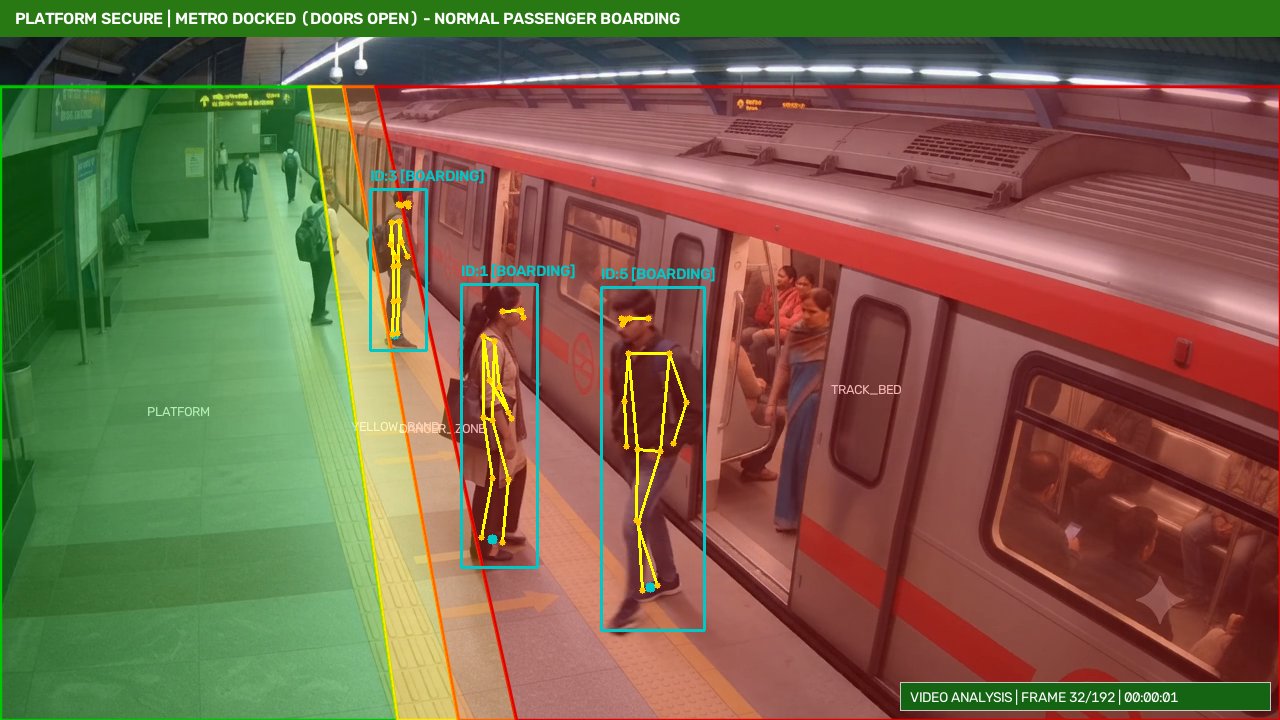 PLATFORM SECURE | METRO DOCKED (DOORS OPEN) - NORMAL PASSENGER BOARDING
ID:3 [BOARDING]
ID:1 [BOARDING]
ID:5 [BOARDING]
TRACK_BED
PLATFORM
YELLOW_BAND
DANGER_ZONE
VIDEO ANALYSIS | FRAME 32/192 | 00:00:01